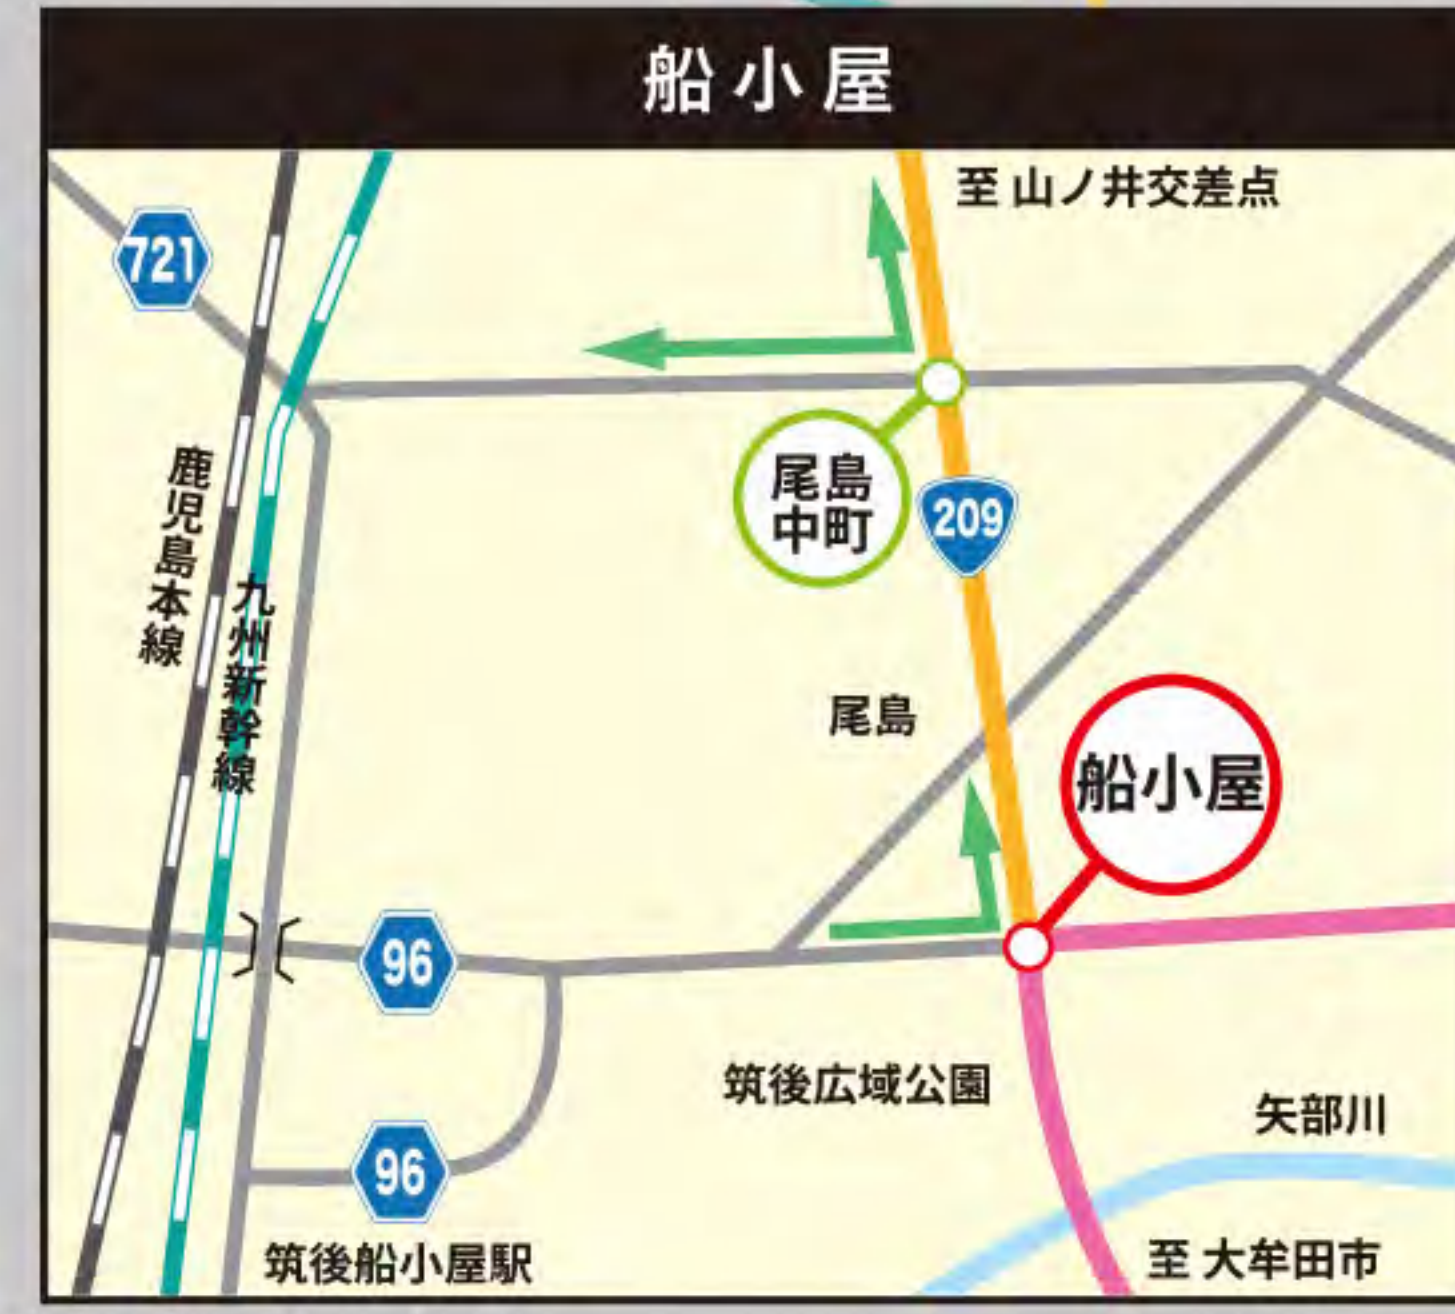 船小屋
至 山ノ井交差点
721
鹿児島本線
九州新幹線
尾島
中町
209
尾島
船小屋
96
筑後広域公園
矢部川
96
筑後船小屋駅
至 大牟田市